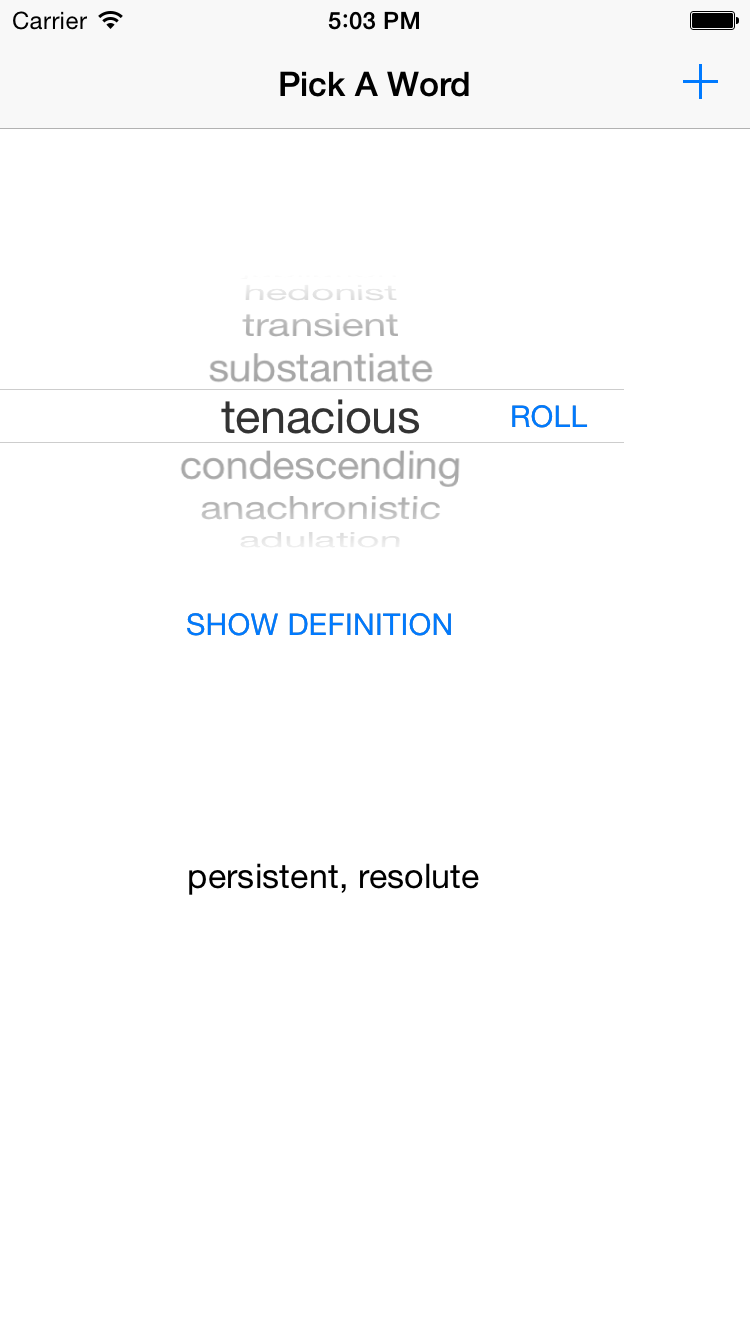 Carrier 5:03 PM
Pick A Word
hedonist
transient
substantiate
tenacious ROLL
condescending
anachronistic
adulation
SHOW DEFINITION
persistent, resolute